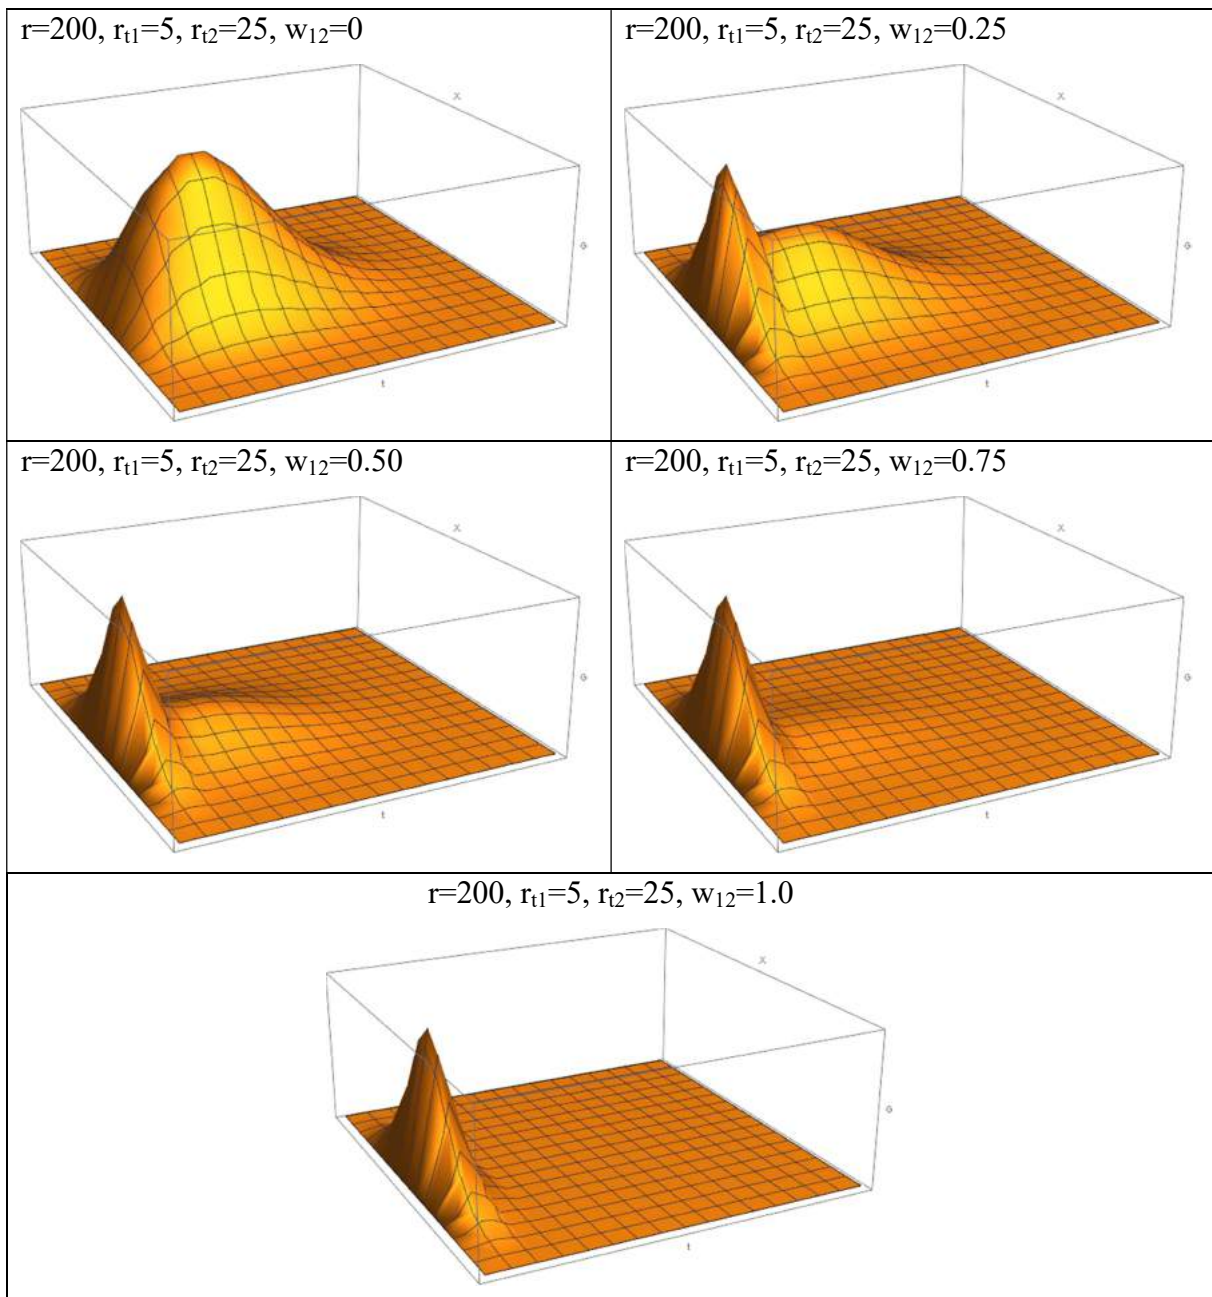 r=200, rt1=5, rt2=25, w12=0
r=200, rt1=5, rt2=25, w12=0.25
X
G
t
X
G
t
r=200, rt1=5, rt2=25, w12=0.50
r=200, rt1=5, rt2=25, w12=0.75
X
G
t
X
G
t
r=200, rt1=5, rt2=25, w12=1.0
X
G
t